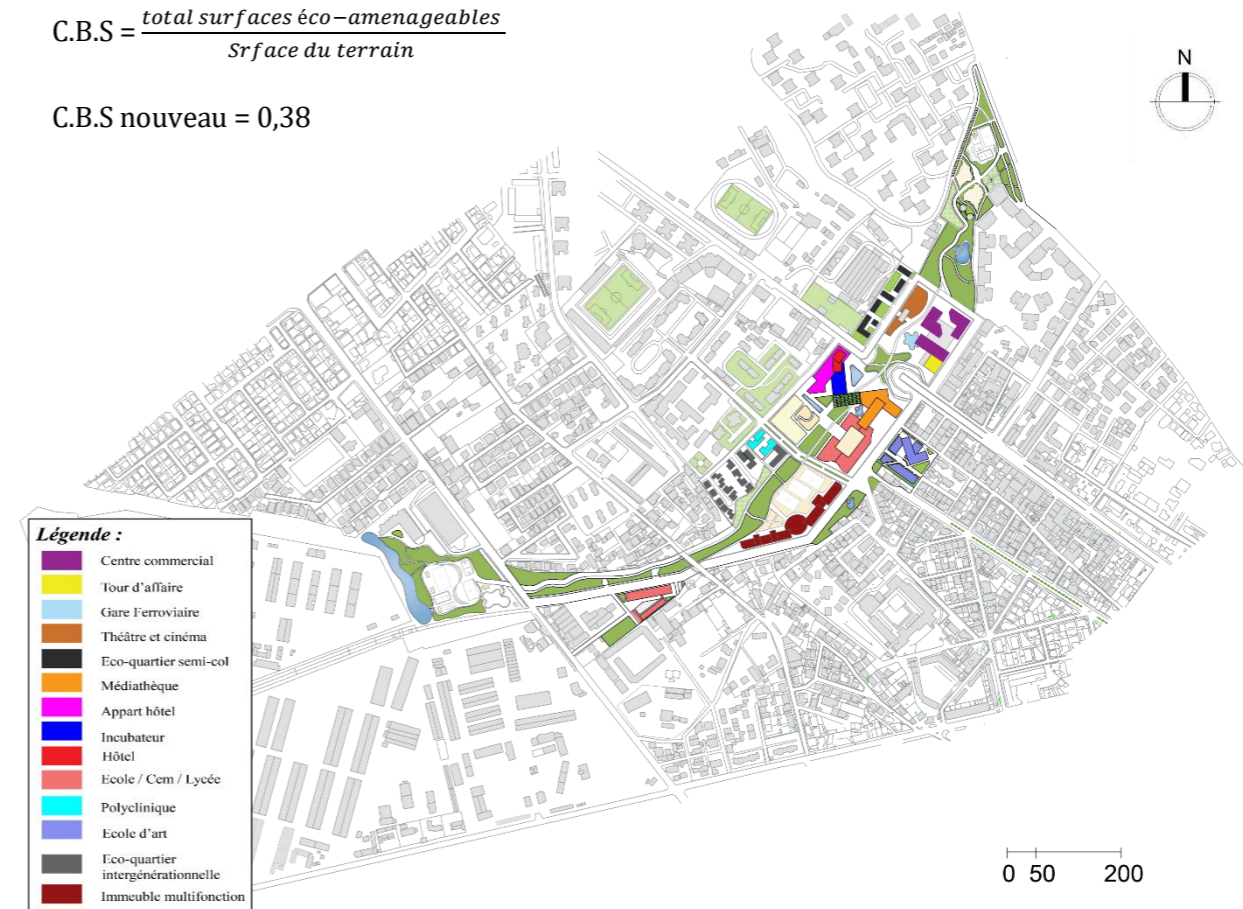 C.B.S = total surfaces éco−amenageables / Srface du terrain
C.B.S nouveau = 0,38
N
Légende :
Centre commercial
Tour d'affaire
Gare Ferroviaire
Théâtre et cinéma
Eco-quartier semi-col
Médiathèque
Appart hôtel
Incubateur
Hôtel
Ecole / Cem / Lycée
Polyclinique
Ecole d'art
Eco-quartier
intergénérationnelle
Immeuble multifonction
0 50 200